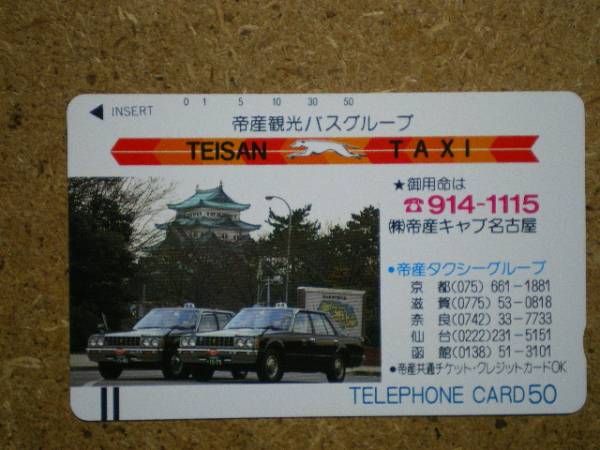 INSERT
0 1 5 10 30 50
帝産観光バスグループ
TEISAN TAXI
★御用命は
☎914-1115
㈱帝産キャブ名古屋
●帝産タクシーグループ
京 都(075)661-1881
滋 賀(0775)53-0818
奈 良(0742)33-7733
仙 台(0222)231-5151
函 館(0138)51-3101
●帝産共通チケット・クレジットカードOK
TELEPHONE CARD 50